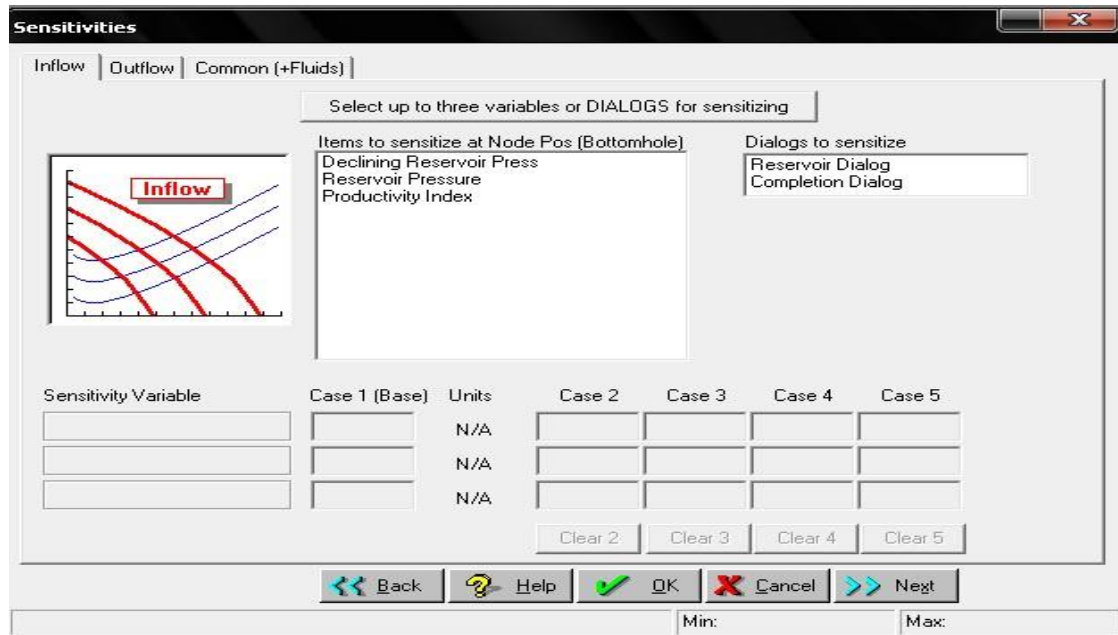 Sensitivities
Inflow Outflow Common (+Fluids)
Select up to three variables or DIALOGS for sensitizing
Items to sensitize at Node Pos (Bottomhole) Dialogs to sensitize
Declining Reservoir Press
Reservoir Pressure
Productivity Index
Reservoir Dialog
Completion Dialog
Inflow
Sensitivity Variable Case 1 (Base) Units Case 2 Case 3 Case 4 Case 5
N/A
N/A
N/A
Clear 2 Clear 3 Clear 4 Clear 5
Back Help OK Cancel Next
Min: Max: